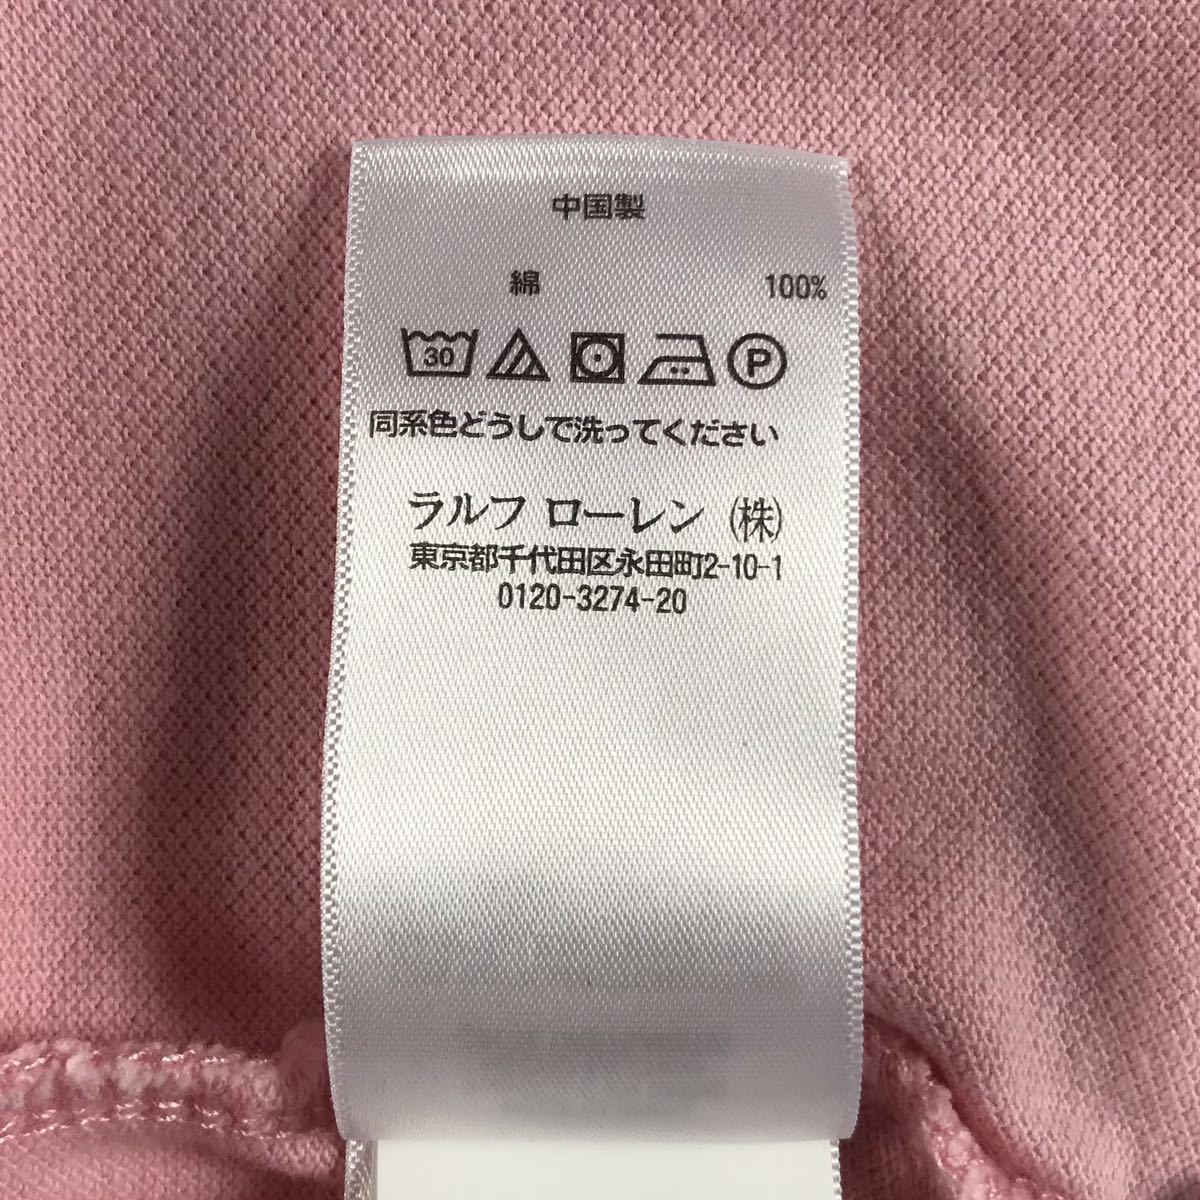 中国製
綿 100%
30 P
同系色どうしで洗ってください
ラルフ ローレン (株)
東京都千代田区永田町2-10-1
0120-3274-20